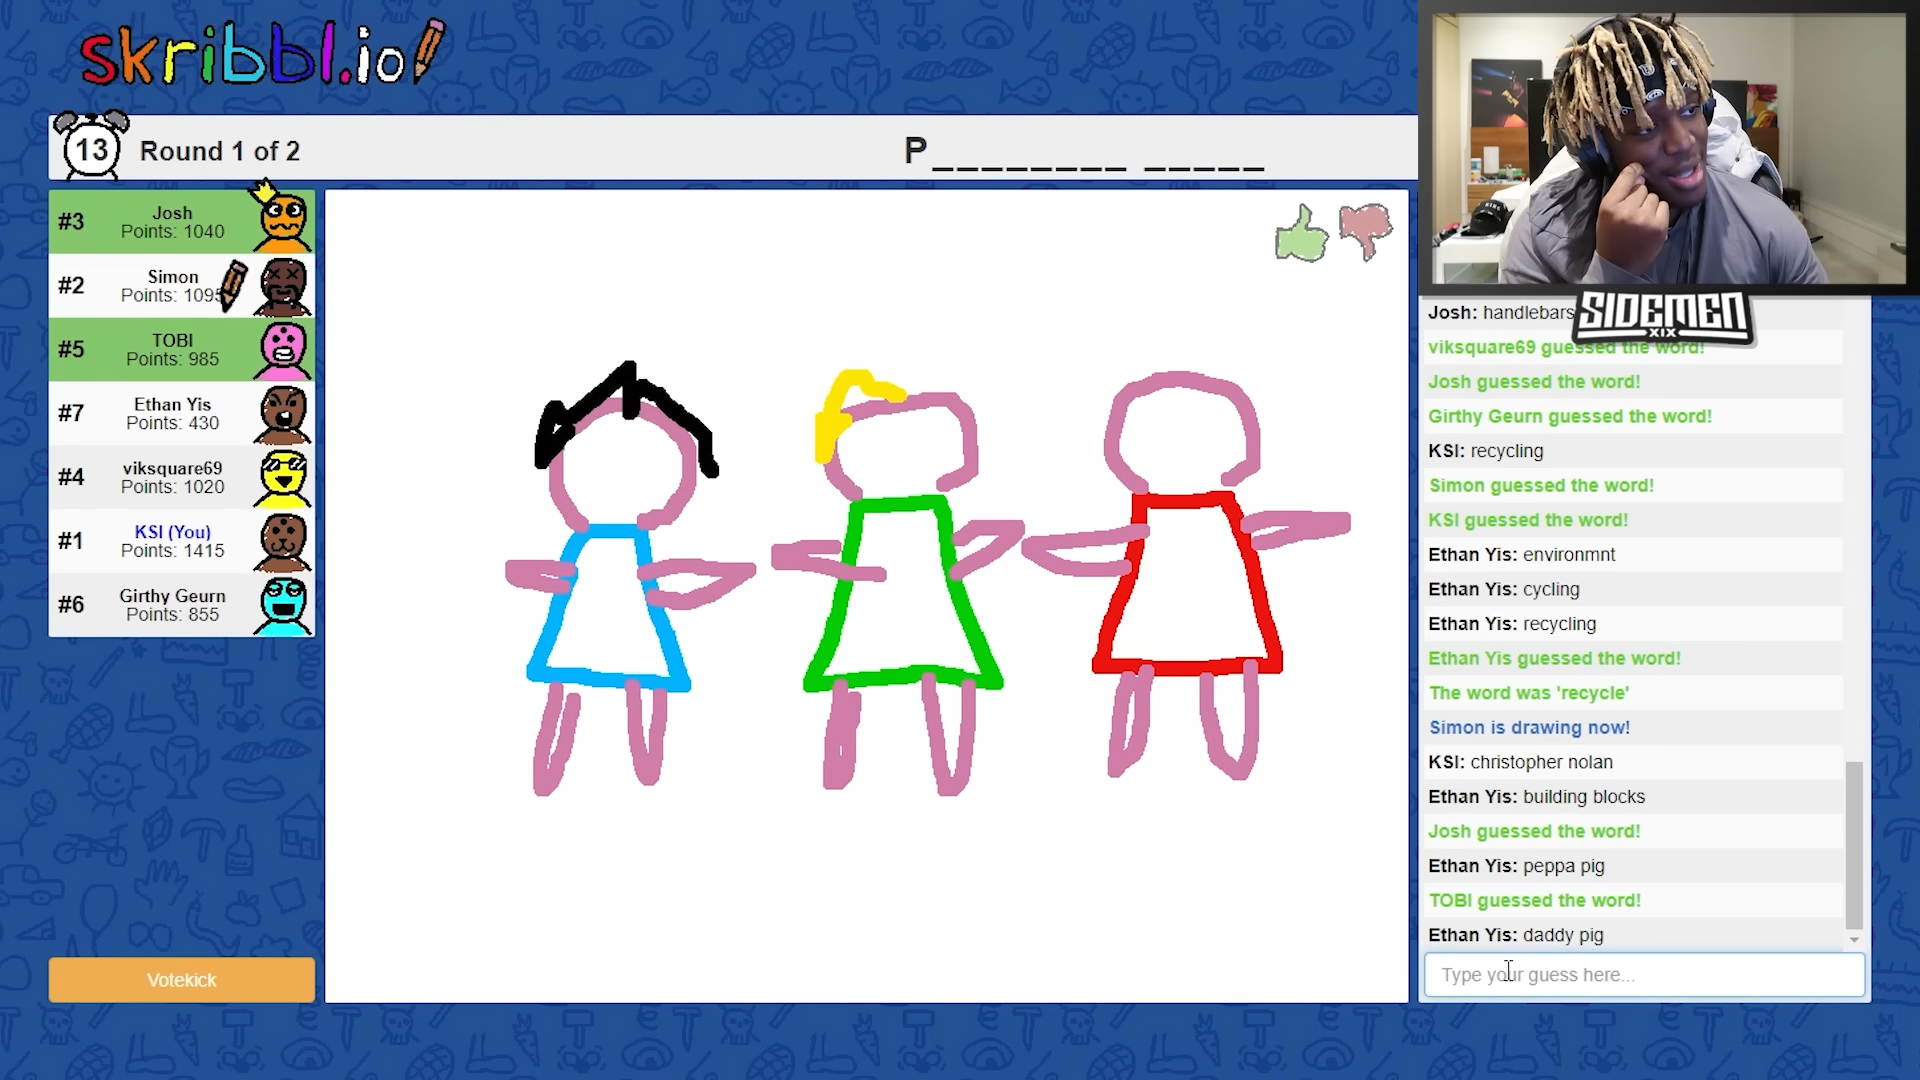 skribbl.io
13
Round 1 of 2
P________ _____
#3
Josh
Points: 1040
#2
Simon
Points: 1095
#5
TOBI
Points: 985
#7
Ethan Yis
Points: 430
#4
viksquare69
Points: 1020
#1
KSI (You)
Points: 1415
#6
Girthy Geurn
Points: 855
Votekick
SIDEMEN
XIX
Josh: handlebars
viksquare69 guessed the word!
Josh guessed the word!
Girthy Geurn guessed the word!
KSI: recycling
Simon guessed the word!
KSI guessed the word!
Ethan Yis: environmnt
Ethan Yis: cycling
Ethan Yis: recycling
Ethan Yis guessed the word!
The word was 'recycle'
Simon is drawing now!
KSI: christopher nolan
Ethan Yis: building blocks
Josh guessed the word!
Ethan Yis: peppa pig
TOBI guessed the word!
Ethan Yis: daddy pig
Type your guess here...